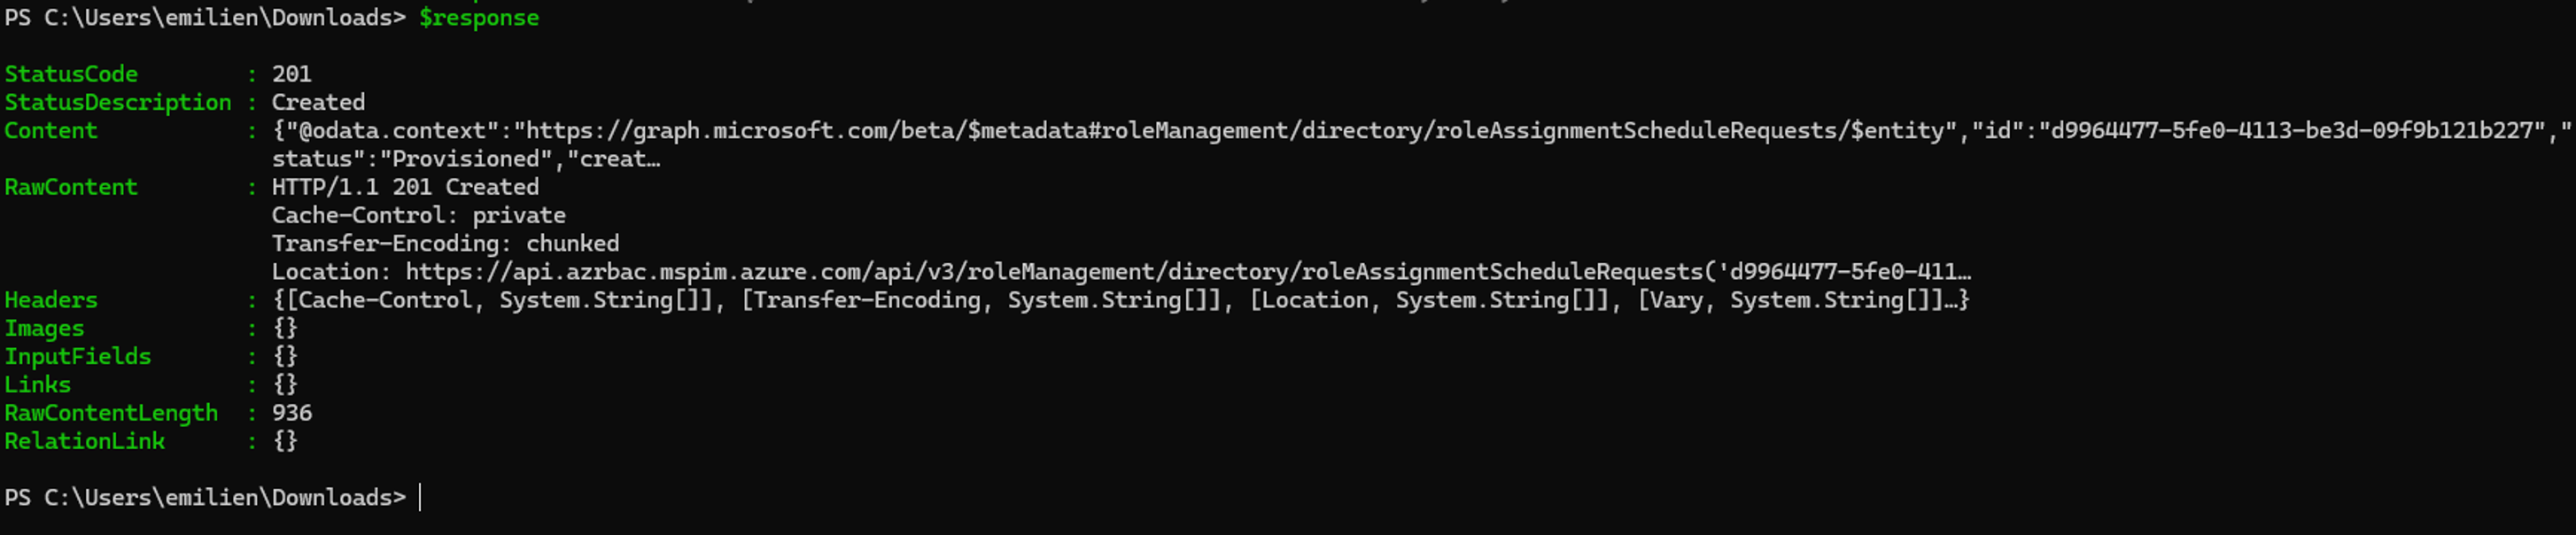 PS C:\Users\emilien\Downloads> $response
StatusCode : 201
StatusDescription : Created
Content : {"@odata.context":"https://graph.microsoft.com/beta/$metadata#roleManagement/directory/roleAssignmentScheduleRequests/$entity","id":"d9964477-5fe0-4113-be3d-09f9b121b227","
status":"Provisioned","creat…
RawContent : HTTP/1.1 201 Created
Cache-Control: private
Transfer-Encoding: chunked
Location: https://api.azrbac.mspim.azure.com/api/v3/roleManagement/directory/roleAssignmentScheduleRequests('d9964477-5fe0-411…
Headers : {[Cache-Control, System.String[]], [Transfer-Encoding, System.String[]], [Location, System.String[]], [Vary, System.String[]]…}
Images : {}
InputFields : {}
Links : {}
RawContentLength : 936
RelationLink : {}
PS C:\Users\emilien\Downloads>